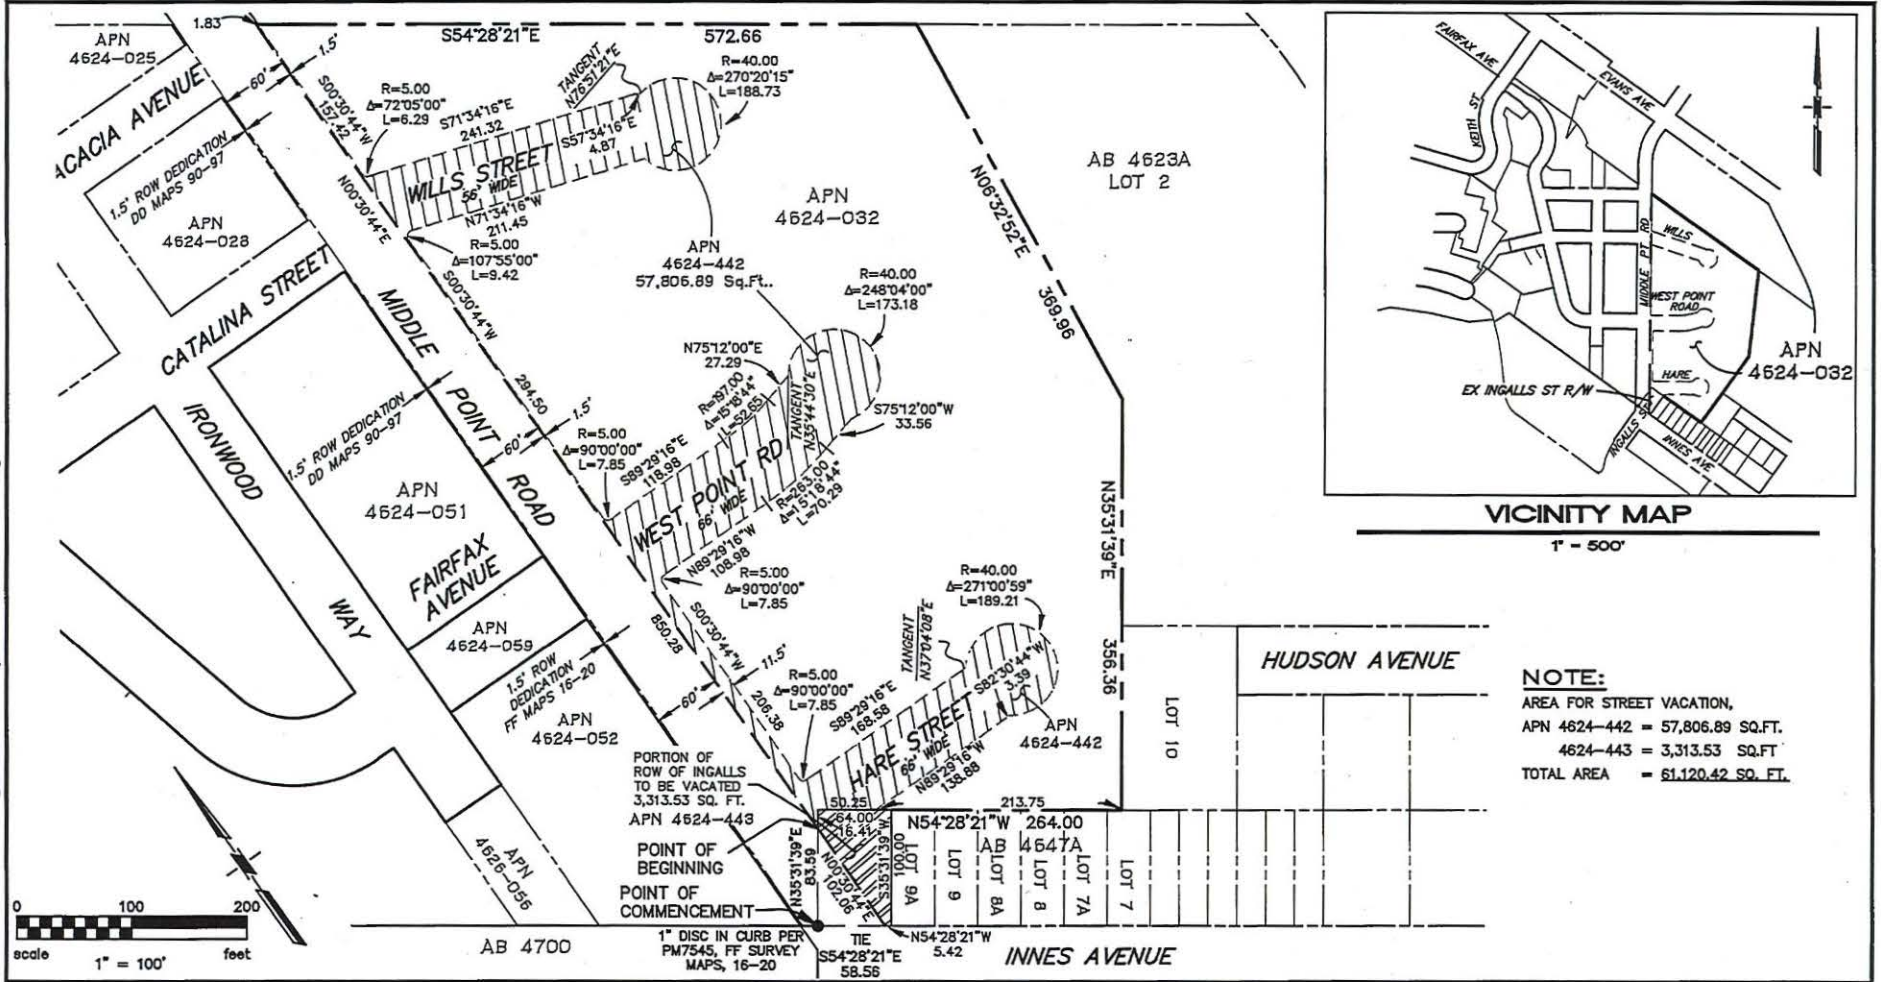 1.83
S54°28'21"E
572.66
APN
4624-025
1.5'
60'
ACACIA AVENUE
S00°30'44"W
157.42
R=5.00
Δ=72°05'00"
L=6.29
S71°34'16"E
241.32
TANGENT
N76°51'21"E
R=40.00
Δ=270°20'15"
L=188.73
S57°34'16"E
4.87
WILLS STREET
56' WIDE
N71°34'16"W
211.45
R=5.00
Δ=107°55'00"
L=9.42
N00°30'44"E
1.5' ROW DEDICATION
DD MAPS 90-97
APN
4624-028
CATALINA STREET
MIDDLE POINT ROAD
S00°30'44"W
294.50
APN
4624-442
57,806.89 Sq.Ft..
APN
4624-032
AB 4623A
LOT 2
N06°32'52"E
369.96
R=40.00
Δ=248°04'00"
L=173.18
N75°12'00"E
27.29
R=197.00
Δ=15°18'44"
L=52.65
TANGENT
N35°44'30"E
S75°12'00"W
33.56
1.5'
60'
R=5.00
Δ=90°00'00"
L=7.85
S89°29'16"E
118.98
WEST POINT RD
66' WIDE
R=263.00
Δ=15°18'44"
L=70.29
N89°29'16"W
108.98
R=5.00
Δ=90°00'00"
L=7.85
IRONWOOD
WAY
1.5' ROW DEDICATION
DD MAPS 90-97
APN
4624-051
FAIRFAX
AVENUE
APN
4624-059
1.5' ROW
DEDICATION
FF MAPS 16-20
APN
4624-052
850.28
S00°30'44"W
206.38
11.5'
60'
R=5.00
Δ=90°00'00"
L=7.85
S89°29'16"E
168.58
TANGENT
N37°04'08"E
R=40.00
Δ=271°00'59"
L=189.21
S82°30'44"W
3.39
HARE STREET
66' WIDE
N89°29'16"W
138.68
APN
4624-442
N35°31'39"E
356.36
PORTION OF
ROW OF INGALLS
TO BE VACATED
3,313.53 SQ. FT.
APN 4624-443
POINT OF
BEGINNING
POINT OF
COMMENCEMENT
1" DISC IN CURB PER
PM7545, FF SURVEY
MAPS, 16-20
N35°31'39"E
83.59
50.25
64.00
16.41
N00°30'44"E
102.06
S35°31'39"W
100.00
213.75
N54°28'21"W 264.00
AB 4647A
LOT 9A
LOT 9
LOT 8A
LOT 8
LOT 7A
LOT 7
LOT 10
HUDSON AVENUE
N54°28'21"W
5.42
TIE
S54°28'21"E
58.56
INNES AVENUE
APN
4626-056
AB 4700
0 100 200
scale
1" = 100'
feet
FAIRFAX AVE
EVANS AVE
KEITH ST
MIDDLE PT RD
WILLS
WEST POINT
ROAD
HARE
APN
4624-032
EX INGALLS ST R/W
INGALLS ST
INNES AVE
VICINITY MAP
1" = 500'
NOTE:
AREA FOR STREET VACATION,
APN 4624-442 = 57,806.89 SQ.FT.
4624-443 = 3,313.53 SQ.FT
TOTAL AREA = 61,120.42 SQ. FT.